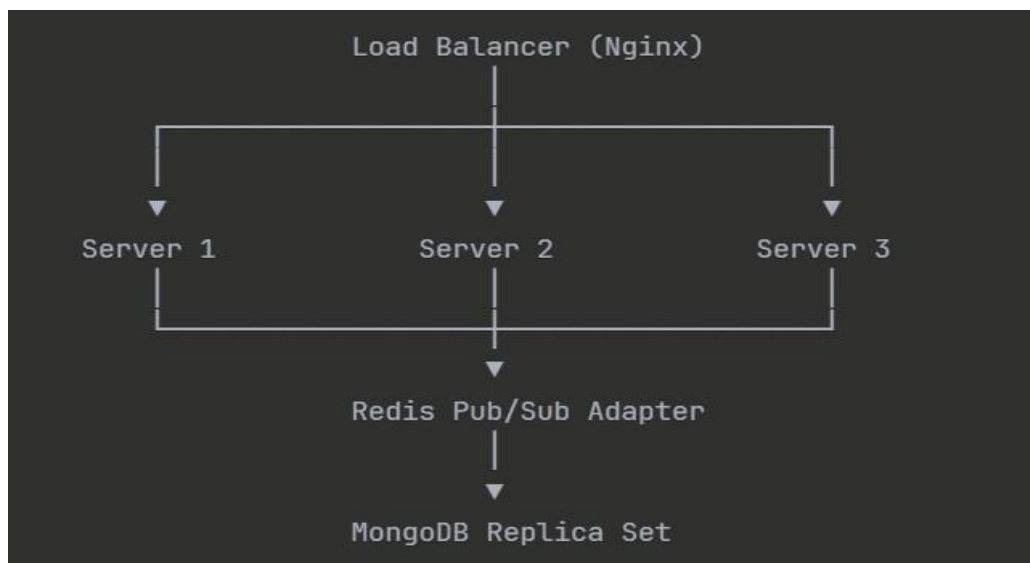 Load Balancer (Nginx)
Server 1 Server 2 Server 3
Redis Pub/Sub Adapter
MongoDB Replica Set